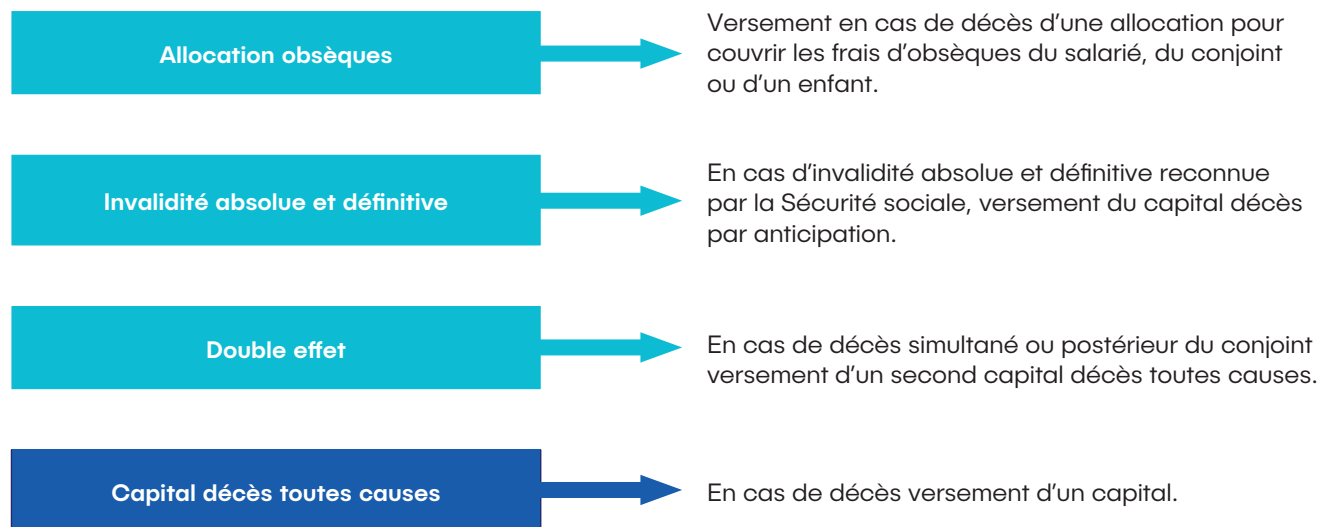 Allocation obsèques
Versement en cas de décès d’une allocation pour
couvrir les frais d’obsèques du salarié, du conjoint
ou d’un enfant.
Invalidité absolue et définitive
En cas d’invalidité absolue et définitive reconnue
par la Sécurité sociale, versement du capital décès
par anticipation.
Double effet
En cas de décès simultané ou postérieur du conjoint
versement d’un second capital décès toutes causes.
Capital décès toutes causes
En cas de décès versement d’un capital.